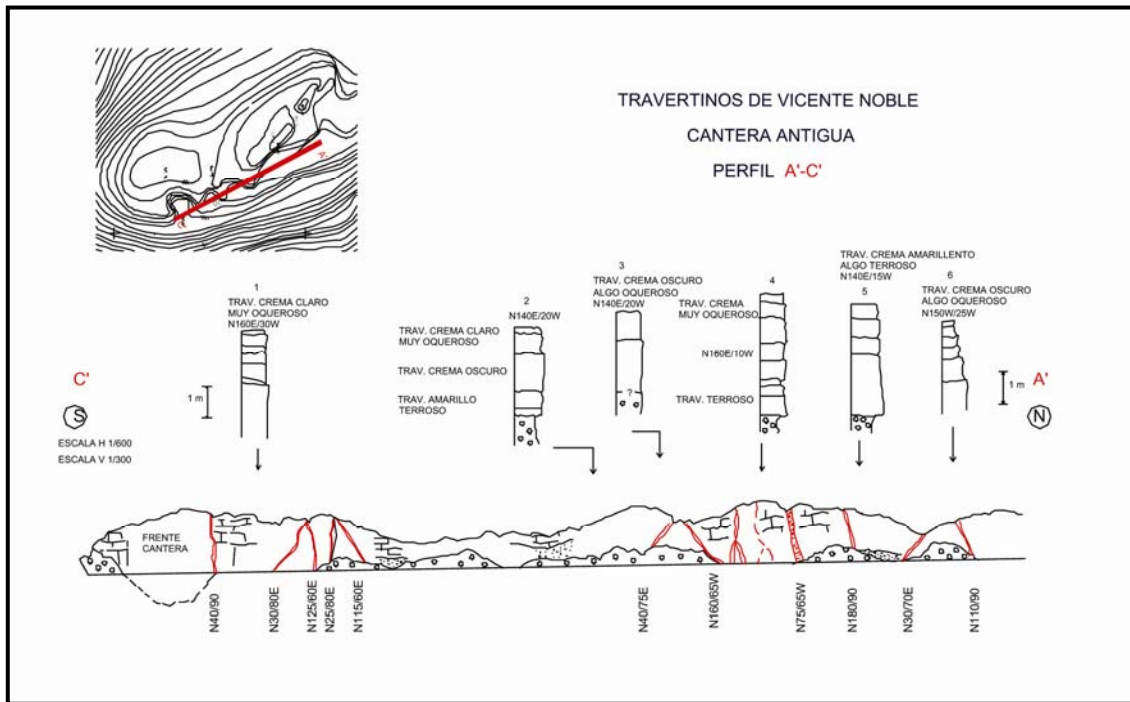 TRAVERTINOS DE VICENTE NOBLE
CANTERA ANTIGUA
PERFIL A'-C'
1
TRAV. CREMA CLARO
MUY OQUEROSO
N160E/30W
2
N140E/20W
TRAV. CREMA CLARO
MUY OQUEROSO
TRAV. CREMA OSCURO
TRAV. AMARILLO
TERROSO
3
TRAV. CREMA OSCURO
ALGO OQUEROSO
N140E/20W
?
4
TRAV. CREMA
MUY OQUEROSO
N160E/10W
TRAV. TERROSO
TRAV. CREMA AMARILLENTO
ALGO TERROSO
N140E/15W
5
6
TRAV. CREMA OSCURO
ALGO OQUEROSO
N150W/25W
C'
1 m
S
ESCALA H 1/600
ESCALA V 1/300
1 m
A'
N
FRENTE
CANTERA
N40/90
N30/80E
N125/60E
N25/80E
N115/60E
N40/75E
N160/65W
N75/65W
N180/90
N30/70E
N110/90